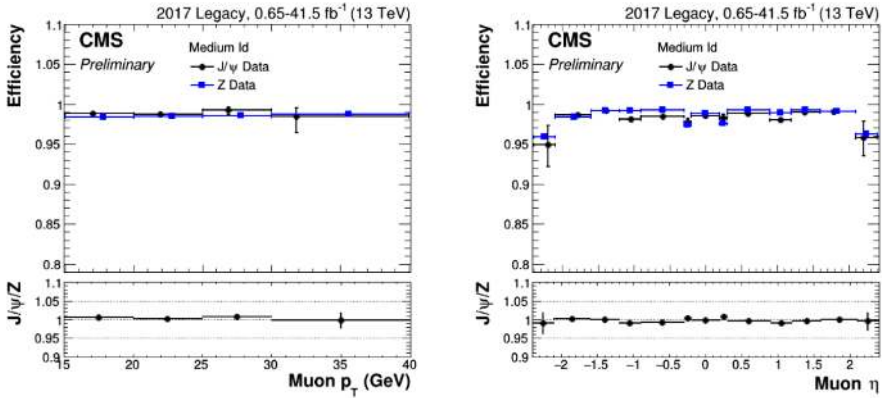 2017 Legacy, 0.65-41.5 fb⁻¹ (13 TeV)
CMS
Preliminary
Medium Id
J/ψ Data
Z Data
Efficiency
1.1
1.05
1
0.95
0.9
0.85
0.8
J/ψ/Z
1.1
1.05
1
0.95
0.9
15 20 25 30 35 40
Muon p_T (GeV)
2017 Legacy, 0.65-41.5 fb⁻¹ (13 TeV)
CMS
Preliminary
Medium Id
J/ψ Data
Z Data
Efficiency
1.1
1.05
1
0.95
0.9
0.85
0.8
J/ψ/Z
1.1
1.05
1
0.95
0.9
−2 −1.5 −1 −0.5 0 0.5 1 1.5 2
Muon η